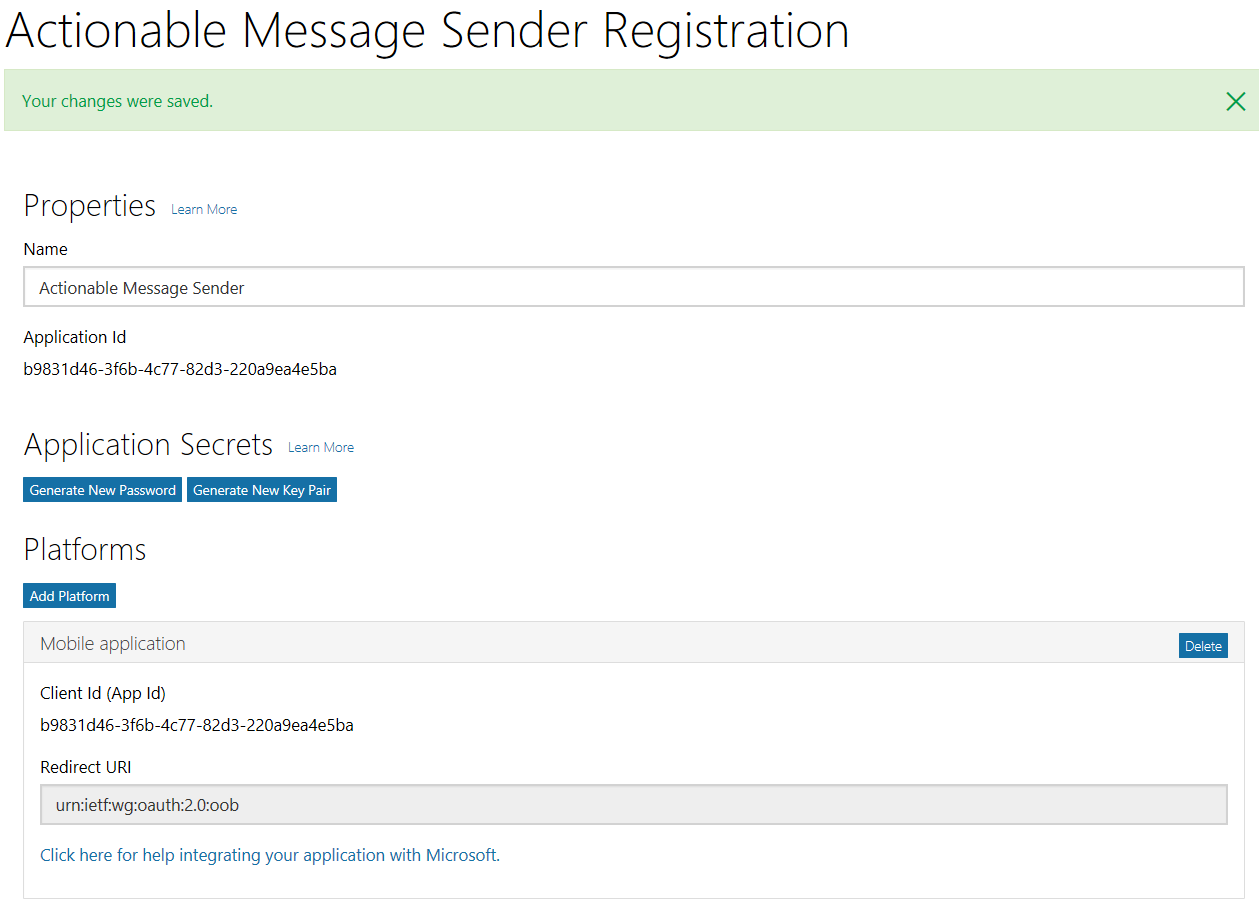 Actionable Message Sender Registration
Your changes were saved.
Properties Learn More
Name
Actionable Message Sender
Application Id
b9831d46-3f6b-4c77-82d3-220a9ea4e5ba
Application Secrets Learn More
Generate New Password Generate New Key Pair
Platforms
Add Platform
Mobile application Delete
Client Id (App Id)
b9831d46-3f6b-4c77-82d3-220a9ea4e5ba
Redirect URI
urn:ietf:wg:oauth:2.0:oob
Click here for help integrating your application with Microsoft.